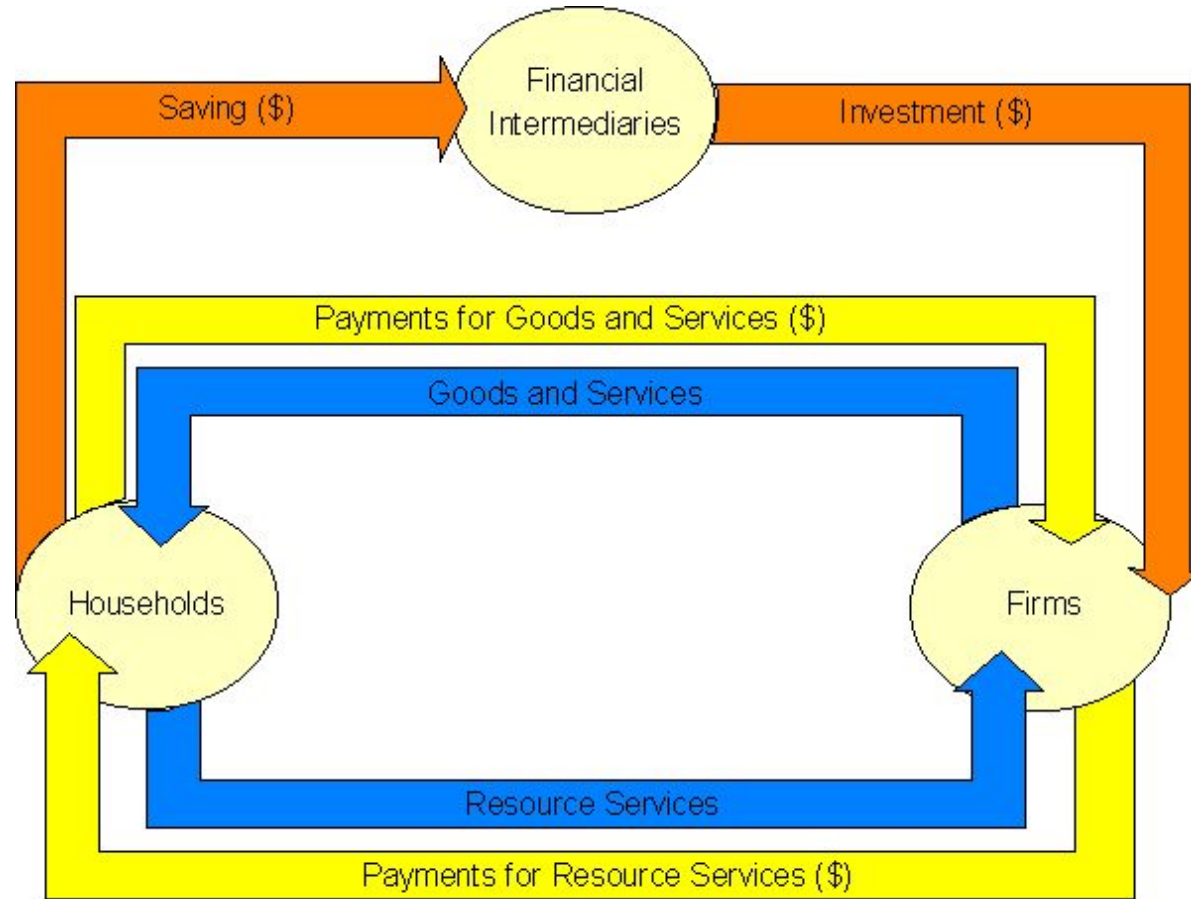 Saving ($)
Financial
Intermediaries
Investment ($)
Payments for Goods and Services ($)
Goods and Services
Households
Firms
Resource Services
Payments for Resource Services ($)